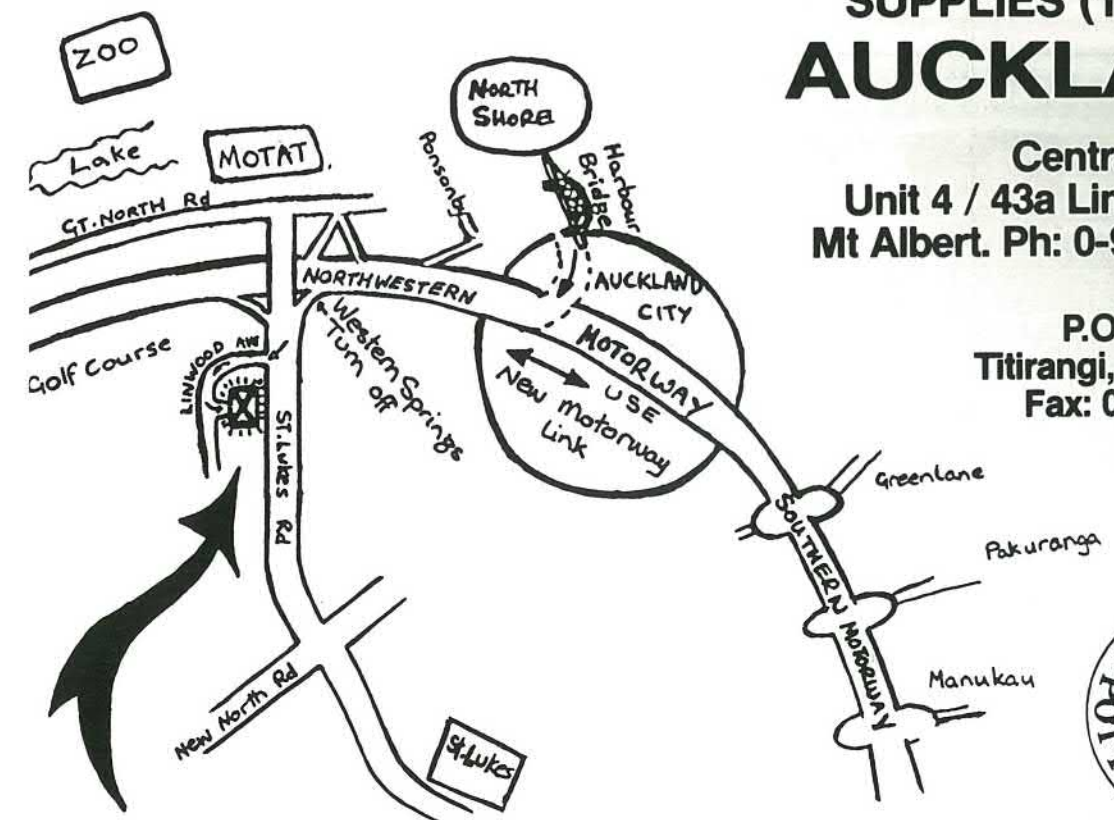 ZOO
Lake
MOTAT
GT. NORTH Rd
NORTH
SHORE
Ponsonby
Harbour
Bridge
NORTHWESTERN
AUCKLAND
CITY
MOTORWAY
Western Springs
Turn off
USE
New Motorway
Link
Golf Course
LINWOOD AVE
ST. LUKES Rd
Greenlane
SOUTHERN MOTORWAY
Pakuranga
Manukau
New North Rd
St. Lukes
SUPPLIES (
AUCKLA
Centr
Unit 4 / 43a Lin
Mt Albert. Ph: 0-9
P.O
Titirangi,
Fax: 0
POT